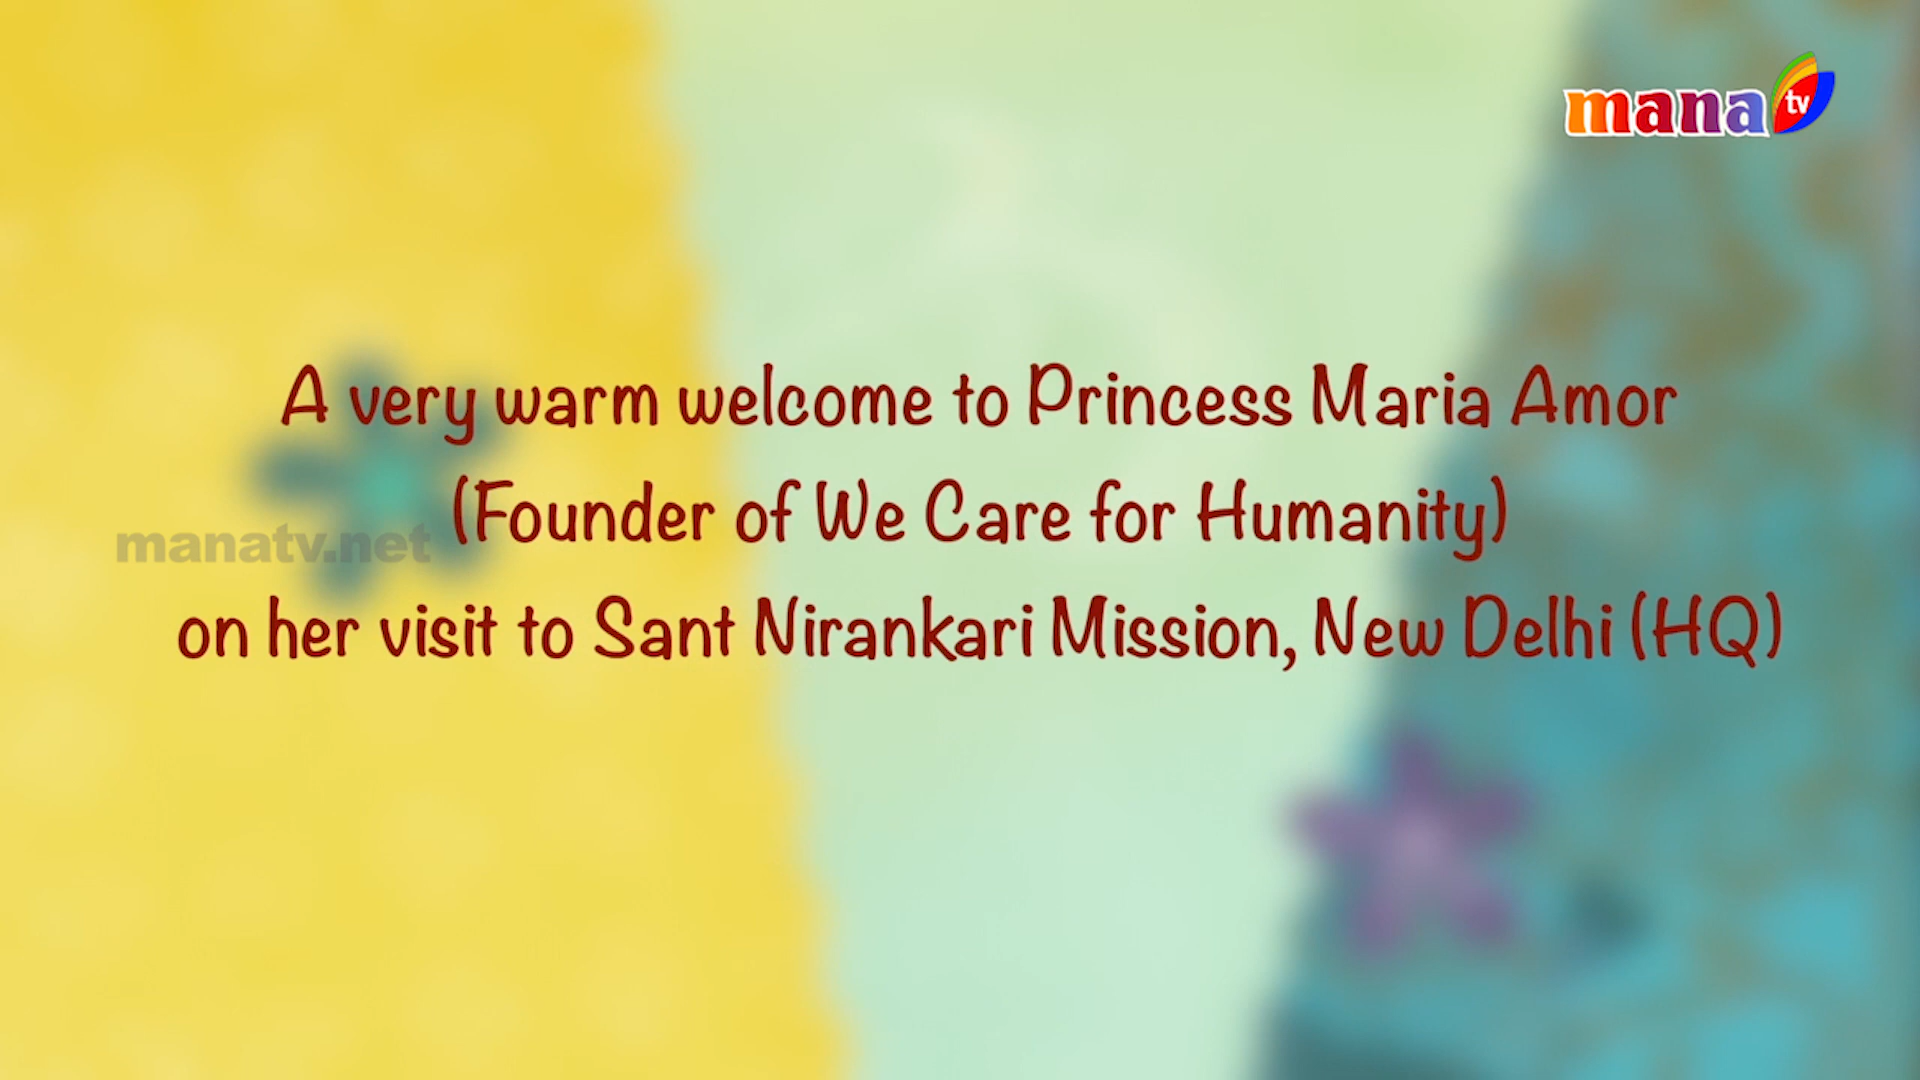 mana tv
A very warm welcome to Princess Maria Amor
(Founder of We Care for Humanity)
manatv.net
on her visit to Sant Nirankari Mission, New Delhi (HQ)